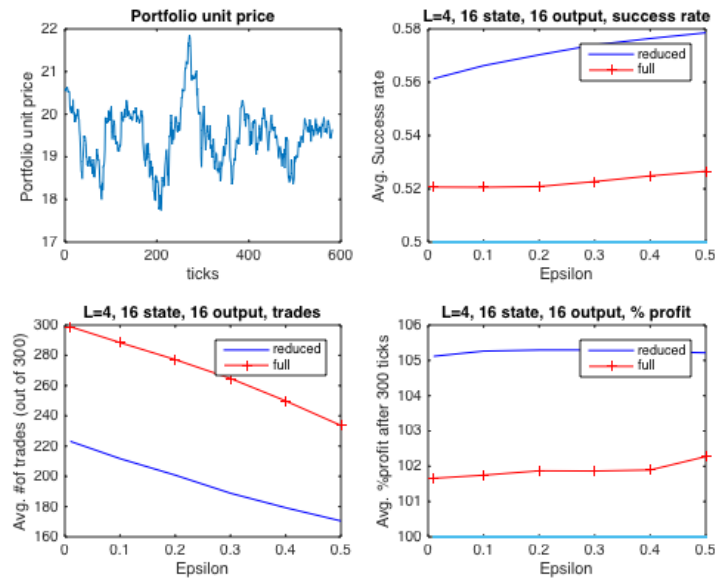 Portfolio unit price
22
21
20
19
18
17
Portfolio unit price
0
200
400
600
ticks
L=4, 16 state, 16 output, success rate
0.58
0.56
0.54
0.52
0.5
Avg. Success rate
reduced
full
0
0.1
0.2
0.3
0.4
0.5
Epsilon
L=4, 16 state, 16 output, trades
300
280
260
240
220
200
180
160
Avg. #of trades (out of 300)
reduced
full
0
0.1
0.2
0.3
0.4
0.5
Epsilon
L=4, 16 state, 16 output, % profit
106
105
104
103
102
101
100
Avg. %profit after 300 ticks
reduced
full
0
0.1
0.2
0.3
0.4
0.5
Epsilon